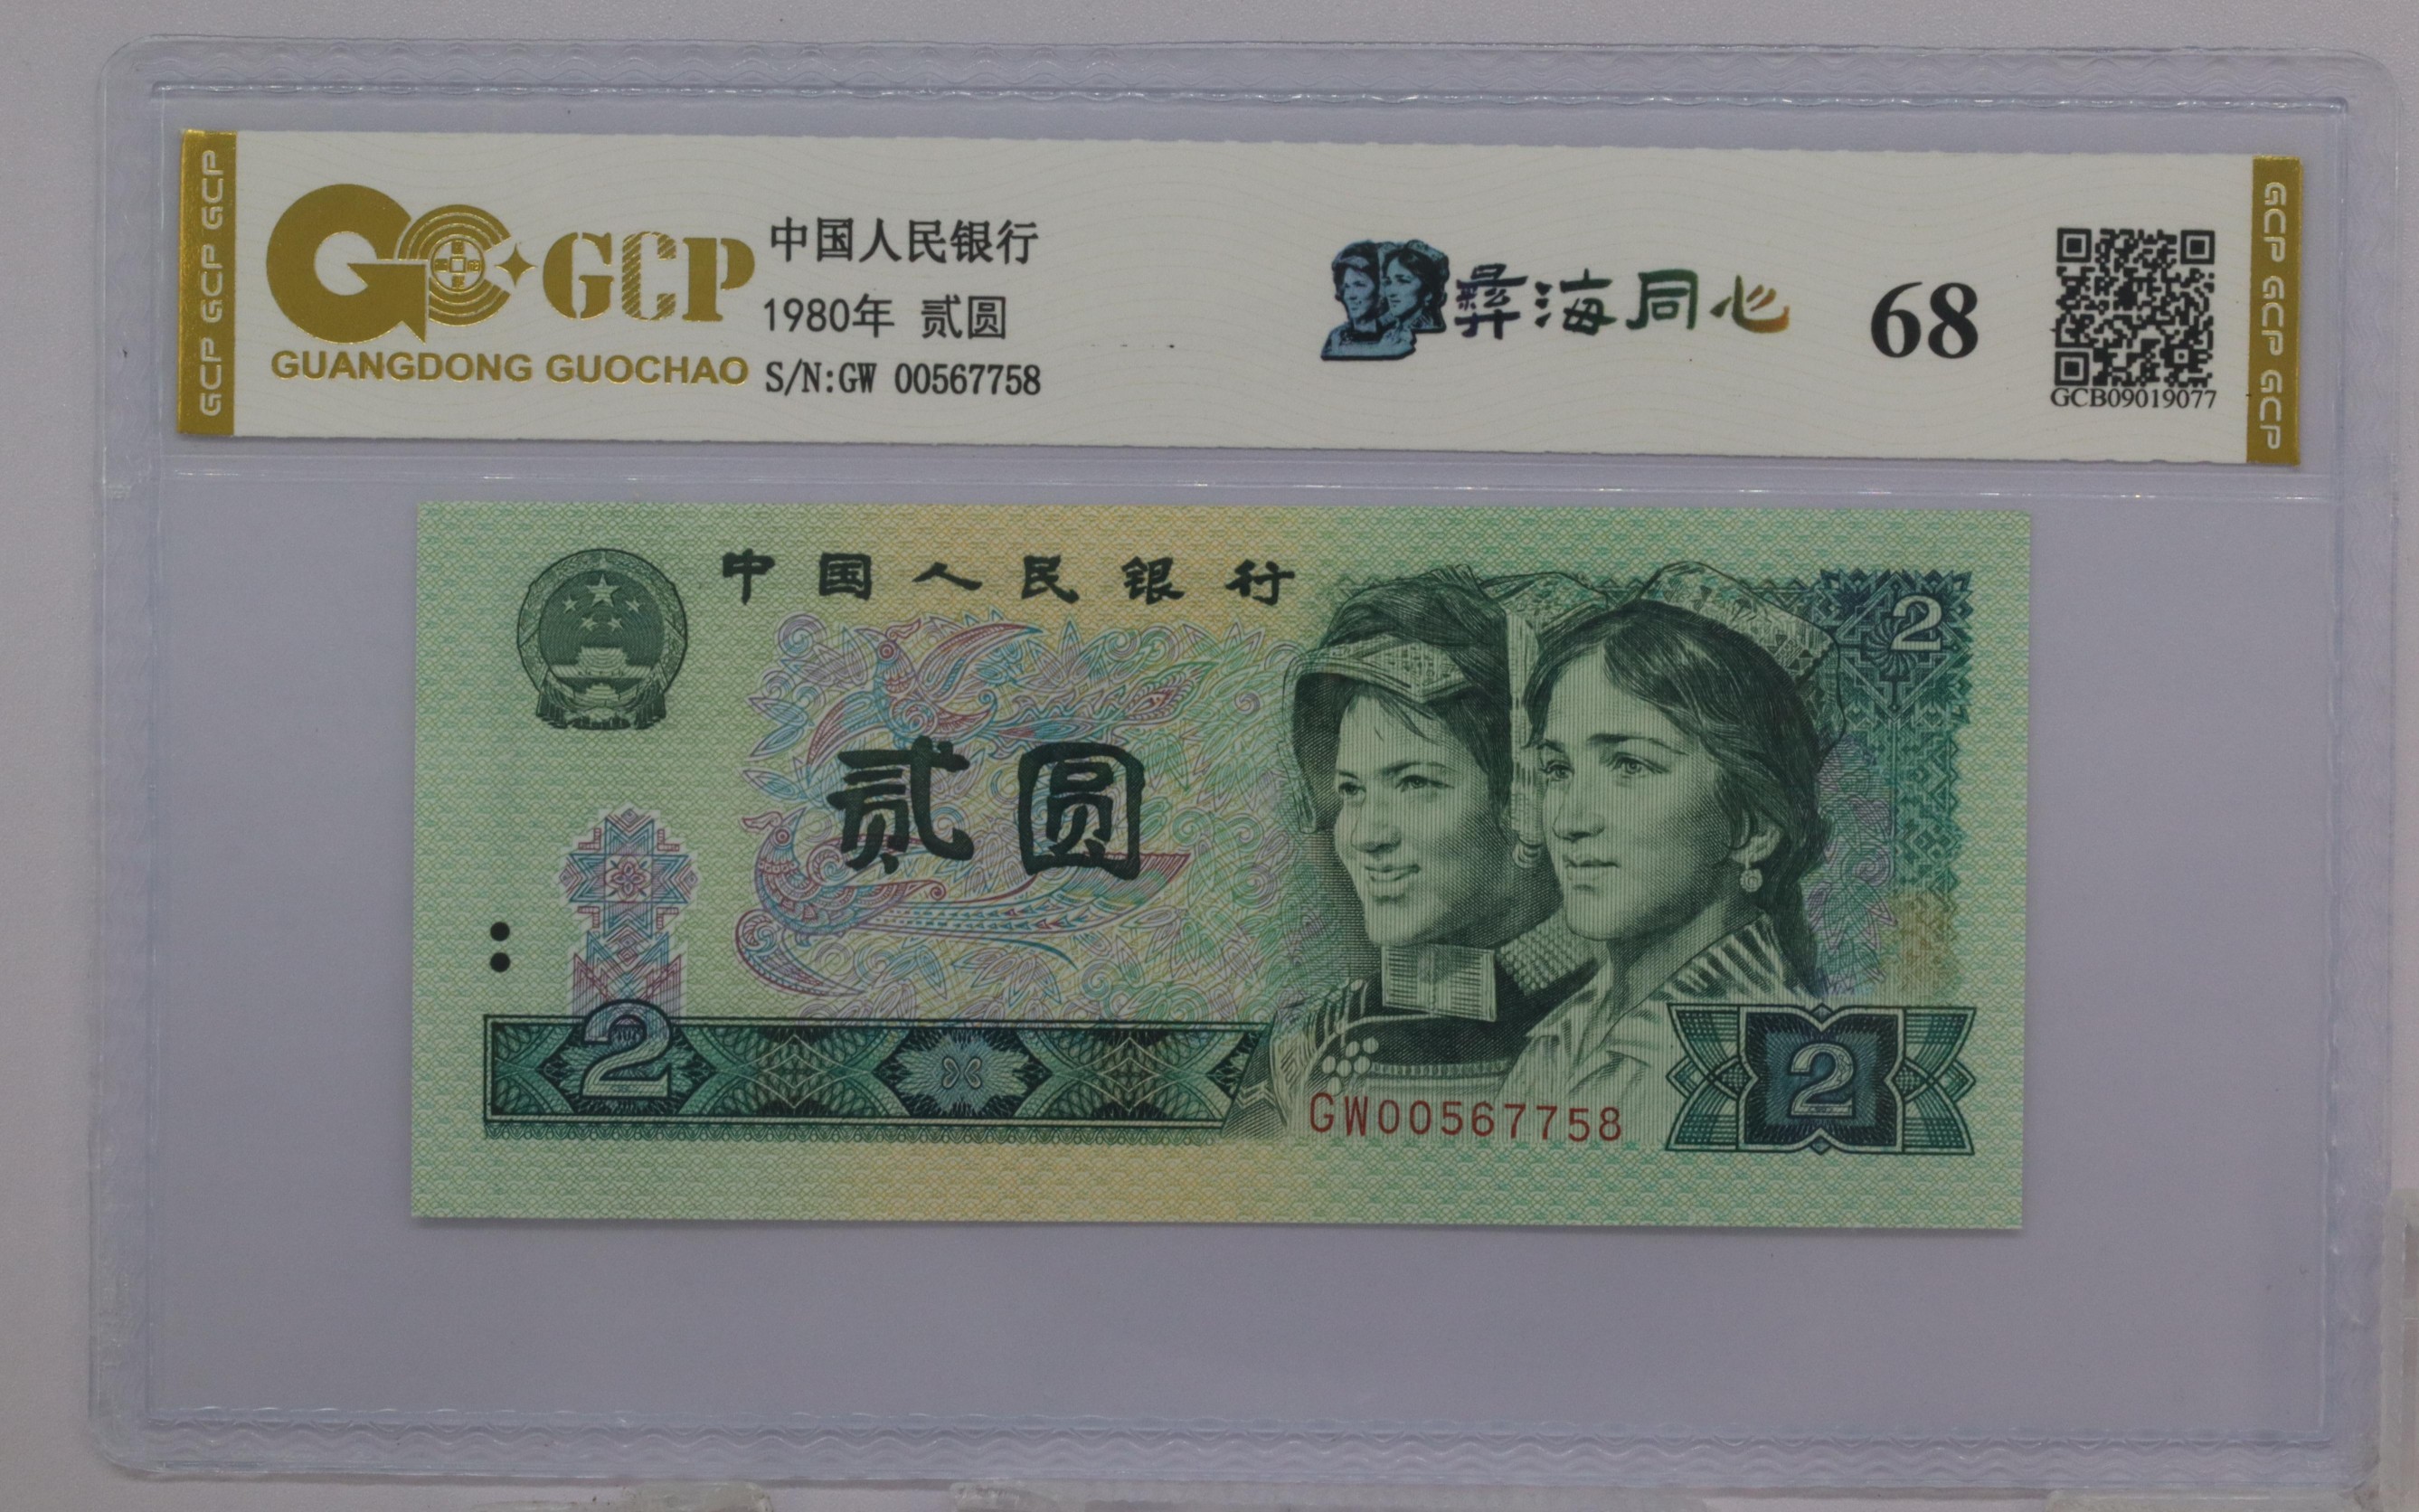 GCP GCP GCP
GCP
GUANGDONG GUOCHAO
中国人民银行
1980年 贰圆
S/N:GW 00567758
彝海同心
68
GCB09019077
GCP GCP GCP
中国人民银行
2
贰圆
2
GW00567758
2